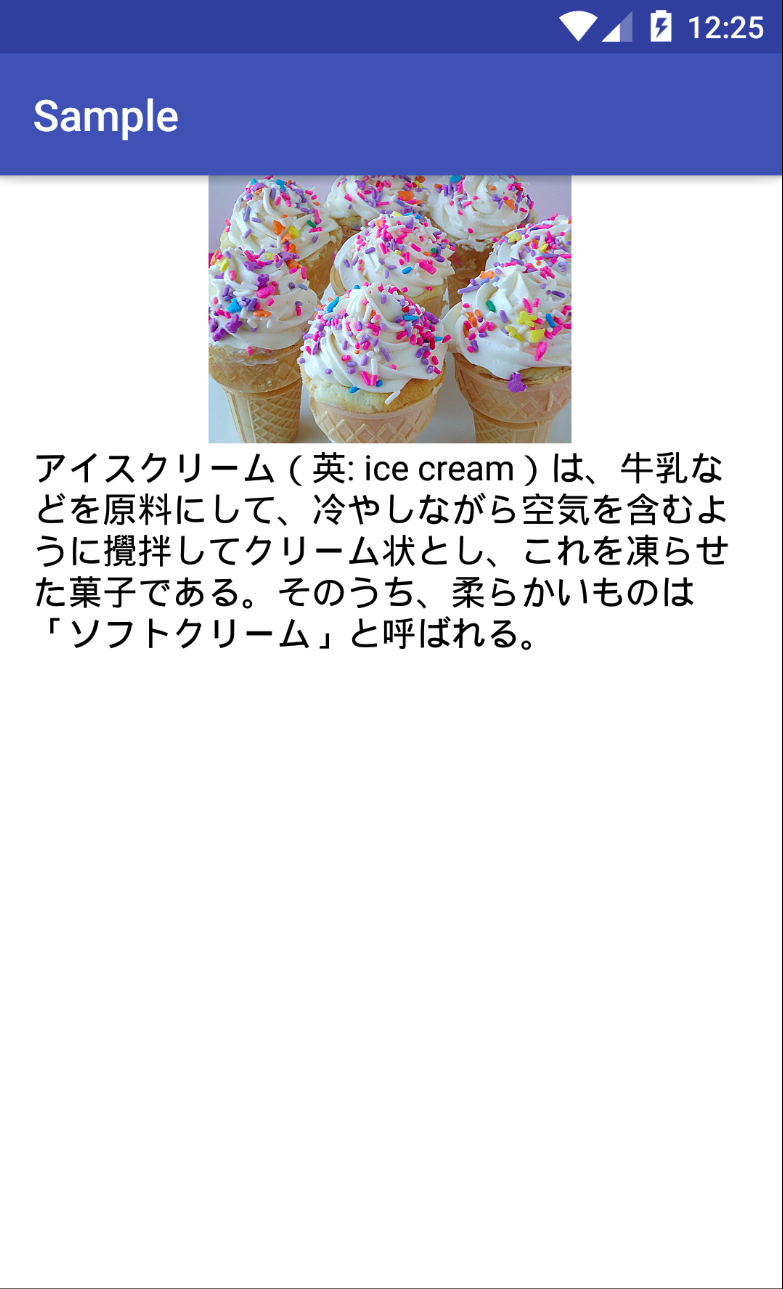 12:25
Sample
アイスクリーム（英: ice cream）は、牛乳な
どを原料にして、冷やしながら空気を含むよ
うに攪拌してクリーム状とし、これを凍らせ
た菓子である。そのうち、柔らかいものは
「ソフトクリーム」と呼ばれる。